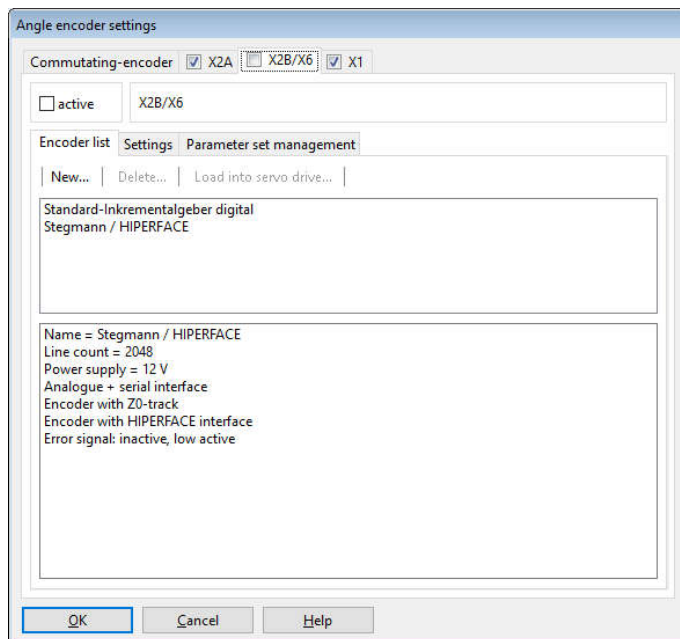 Angle encoder settings
Commutating-encoder X2A X2B/X6 X1
active X2B/X6
Encoder list Settings Parameter set management
New... Delete... Load into servo drive...
Standard-Inkrementalgeber digital
Stegmann / HIPERFACE
Name = Stegmann / HIPERFACE
Line count = 2048
Power supply = 12 V
Analogue + serial interface
Encoder with Z0-track
Encoder with HIPERFACE interface
Error signal: inactive, low active
OK Cancel Help